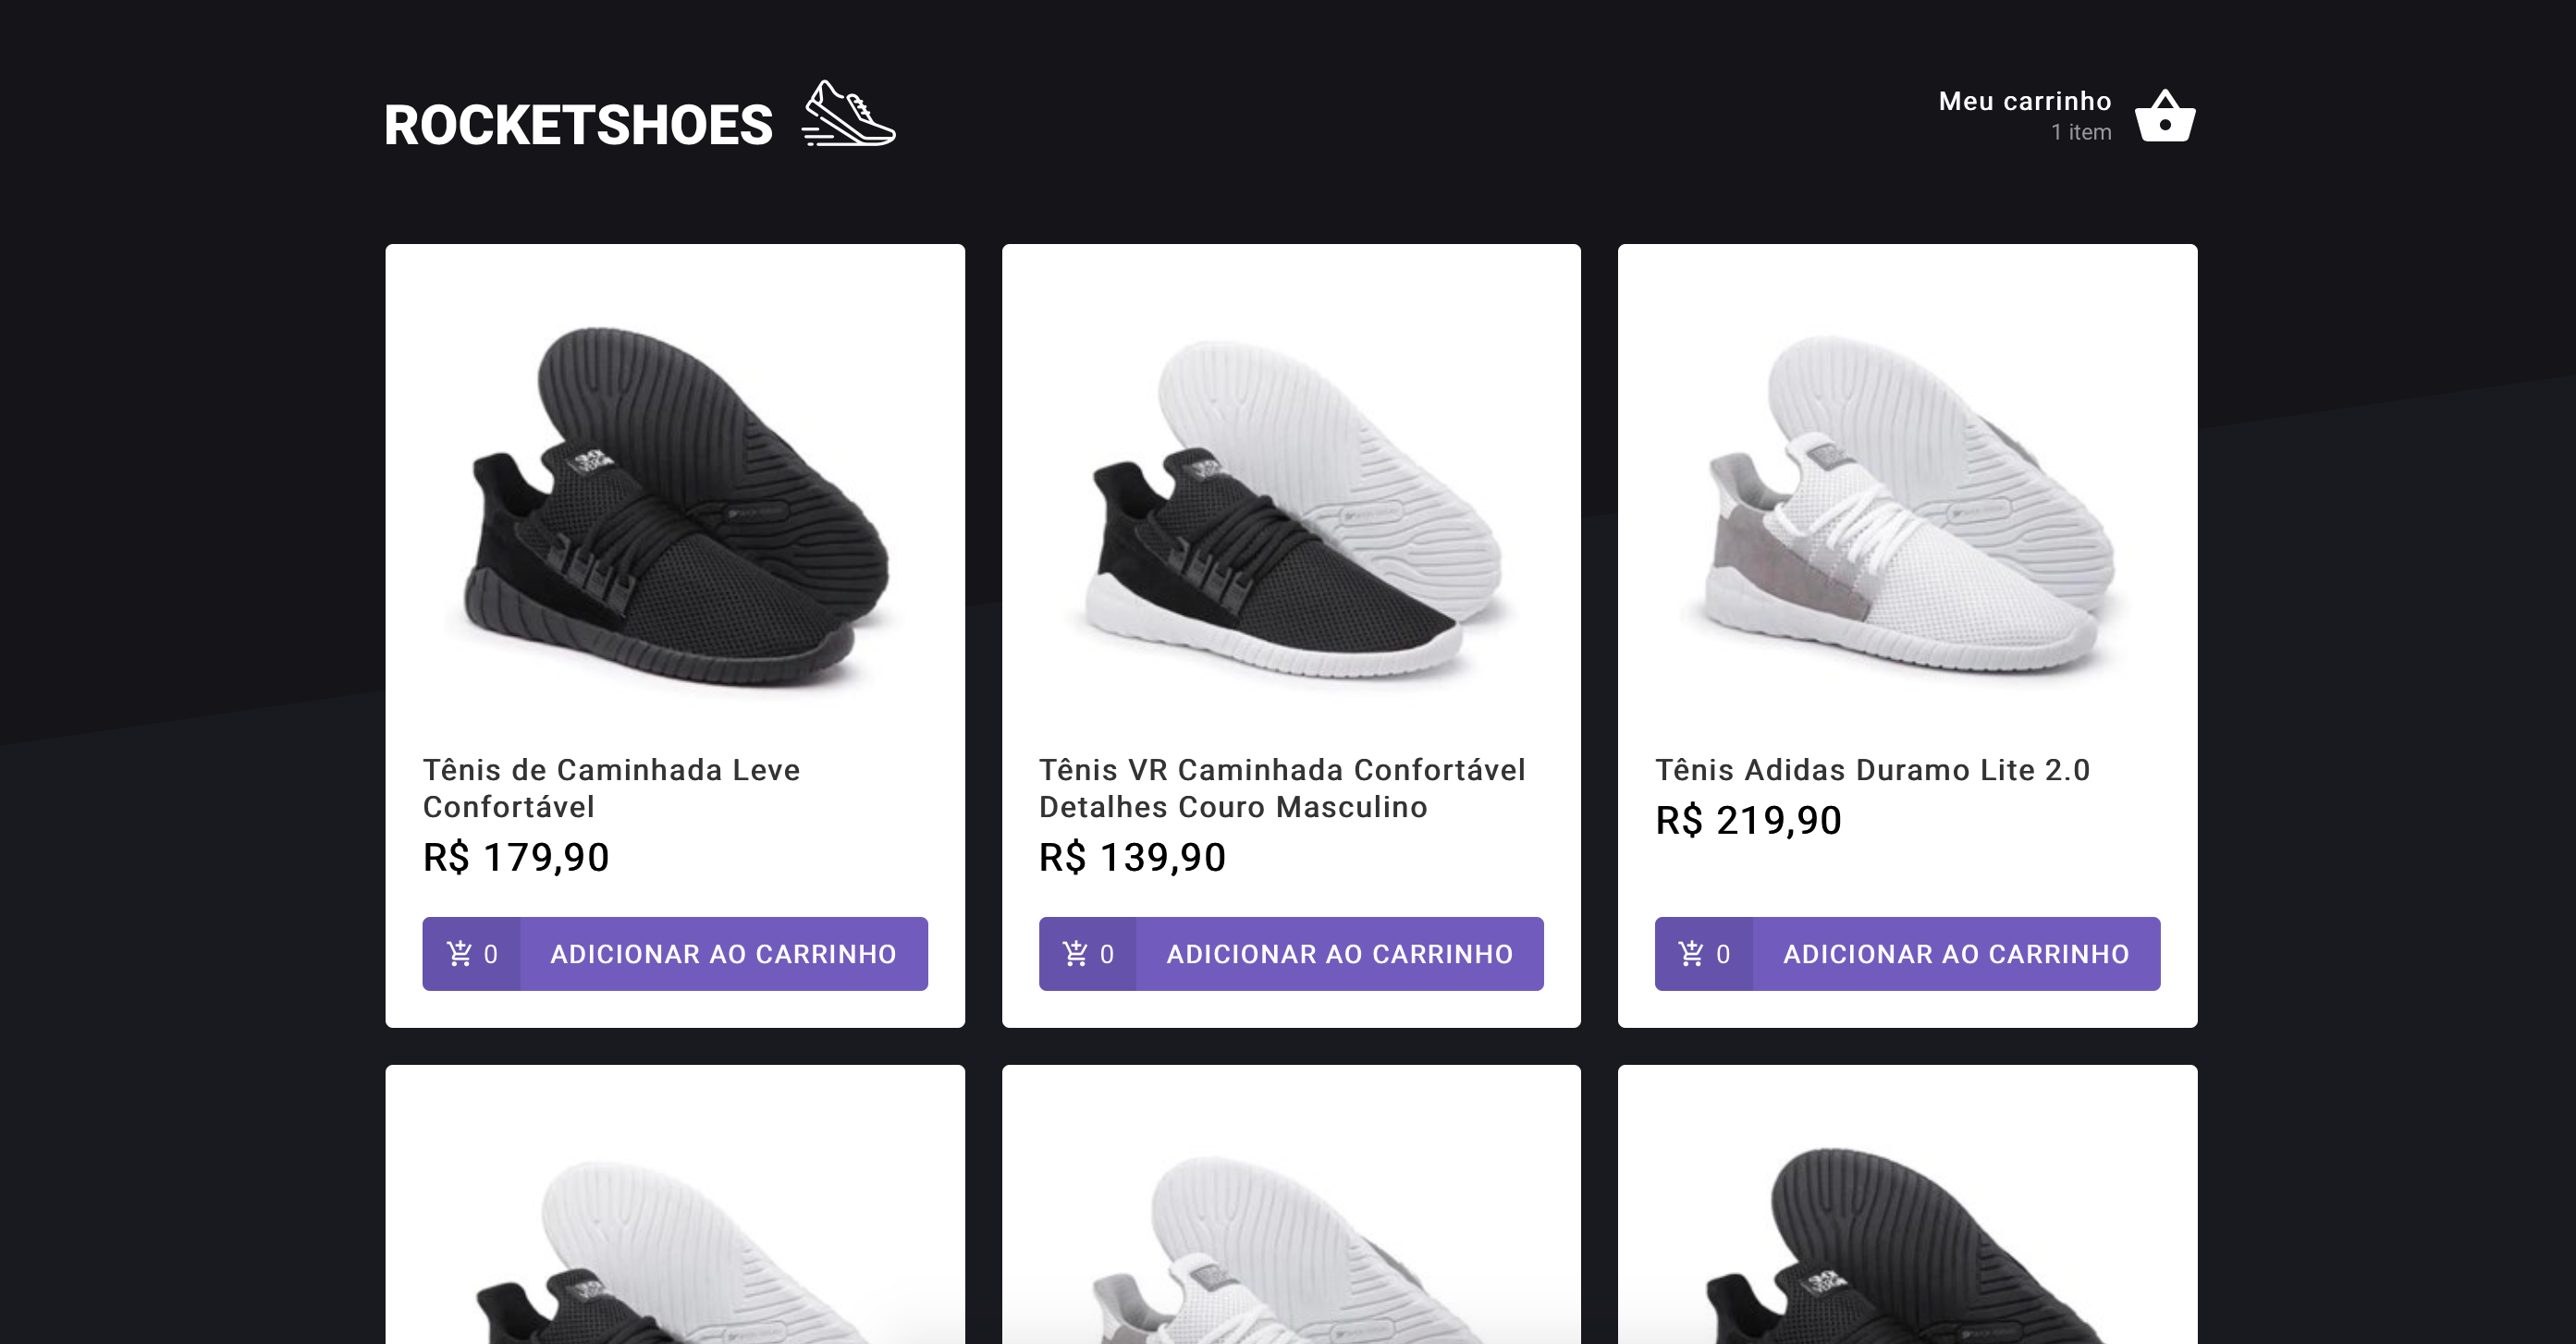 ROCKETSHOES
Meu carrinho
1 item
Tênis de Caminhada Leve
Confortável
R$ 179,90
0 ADICIONAR AO CARRINHO
Tênis VR Caminhada Confortável
Detalhes Couro Masculino
R$ 139,90
0 ADICIONAR AO CARRINHO
Tênis Adidas Duramo Lite 2.0
R$ 219,90
0 ADICIONAR AO CARRINHO